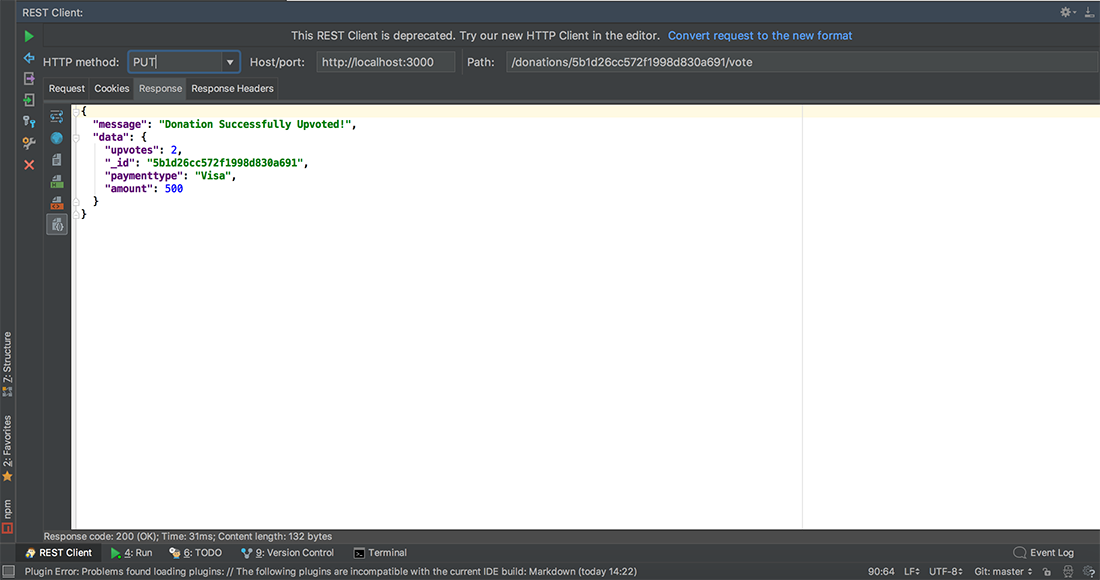 REST Client:
This REST Client is deprecated. Try our new HTTP Client in the editor. Convert request to the new format
HTTP method: PUT Host/port: http://localhost:3000 Path: /donations/5b1d26cc572f1998d830a691/vote
Request Cookies Response Response Headers
{
"message": "Donation Successfully Upvoted!",
"data": {
"upvotes": 2,
"_id": "5b1d26cc572f1998d830a691",
"paymenttype": "Visa",
"amount": 500
}
}
7: Structure
2: Favorites
npm
Response code: 200 (OK); Time: 31ms; Content length: 132 bytes
REST Client 4: Run 6: TODO 9: Version Control Terminal Event Log
Plugin Error: Problems found loading plugins: // The following plugins are incompatible with the current IDE build: Markdown (today 14:22) 90:64 LF UTF-8 Git: master